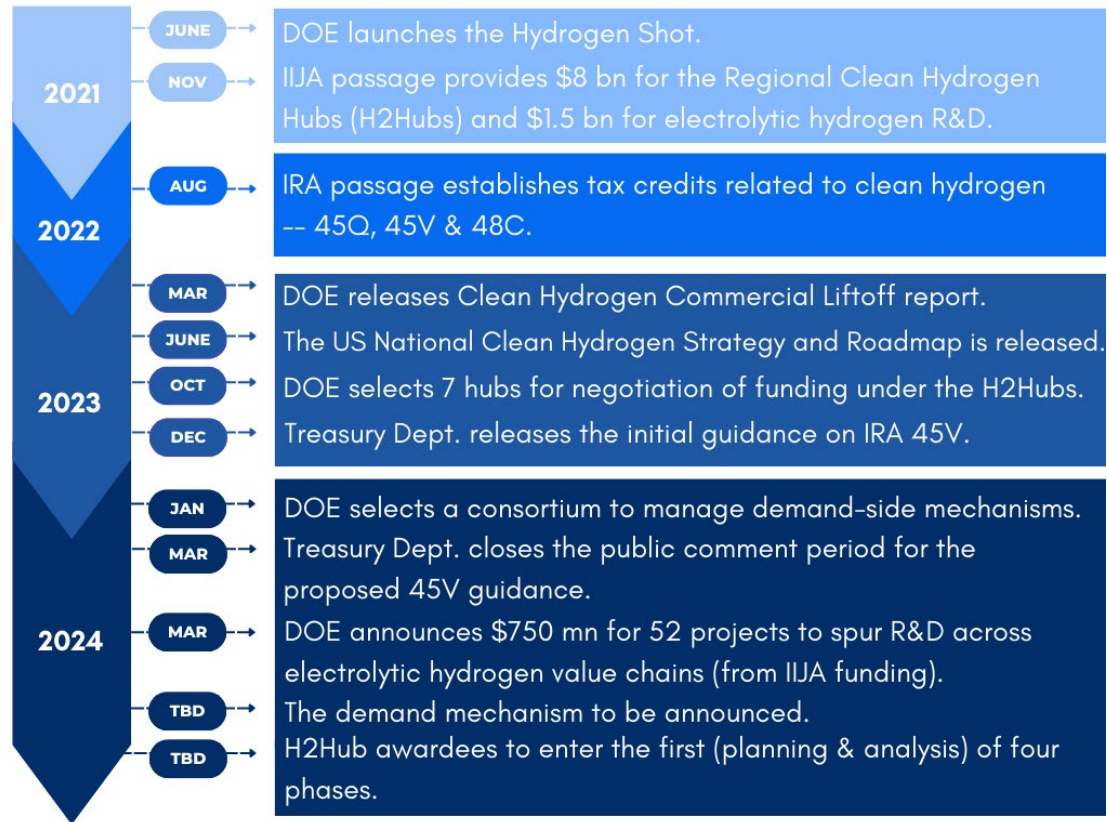 2021
JUNE
DOE launches the Hydrogen Shot.
NOV
IIJA passage provides $8 bn for the Regional Clean Hydrogen
Hubs (H2Hubs) and $1.5 bn for electrolytic hydrogen R&D.
2022
AUG
IRA passage establishes tax credits related to clean hydrogen
-- 45Q, 45V & 48C.
2023
MAR
DOE releases Clean Hydrogen Commercial Liftoff report.
JUNE
The US National Clean Hydrogen Strategy and Roadmap is released.
OCT
DOE selects 7 hubs for negotiation of funding under the H2Hubs.
DEC
Treasury Dept. releases the initial guidance on IRA 45V.
2024
JAN
DOE selects a consortium to manage demand-side mechanisms.
MAR
Treasury Dept. closes the public comment period for the
proposed 45V guidance.
MAR
DOE announces $750 mn for 52 projects to spur R&D across
electrolytic hydrogen value chains (from IIJA funding).
TBD
The demand mechanism to be announced.
TBD
H2Hub awardees to enter the first (planning & analysis) of four
phases.